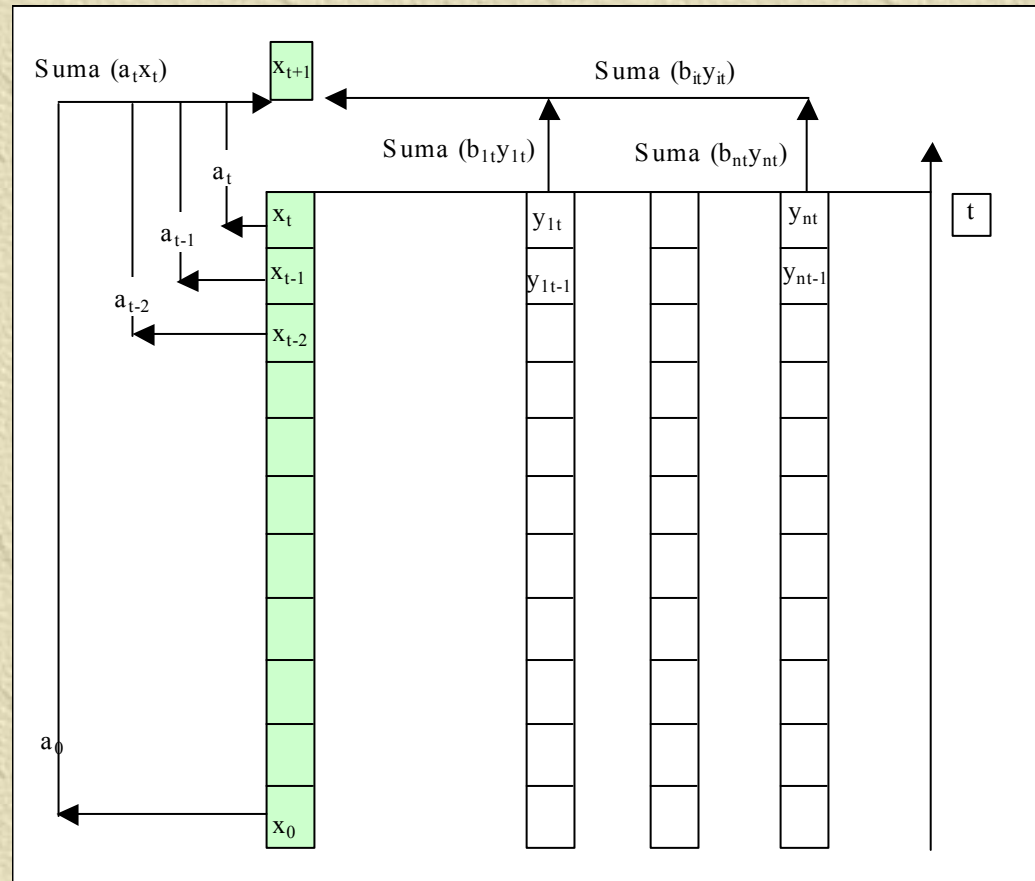 Suma (aₜxₜ)
xₜ₊₁
Suma (bᵢₜyᵢₜ)
Suma (b₁ₜy₁ₜ)
Suma (bₙₜyₙₜ)
aₜ
xₜ
y₁ₜ
yₙₜ
t
aₜ₋₁
xₜ₋₁
y₁ₜ₋₁
yₙₜ₋₁
aₜ₋₂
xₜ₋₂
a₀
x₀